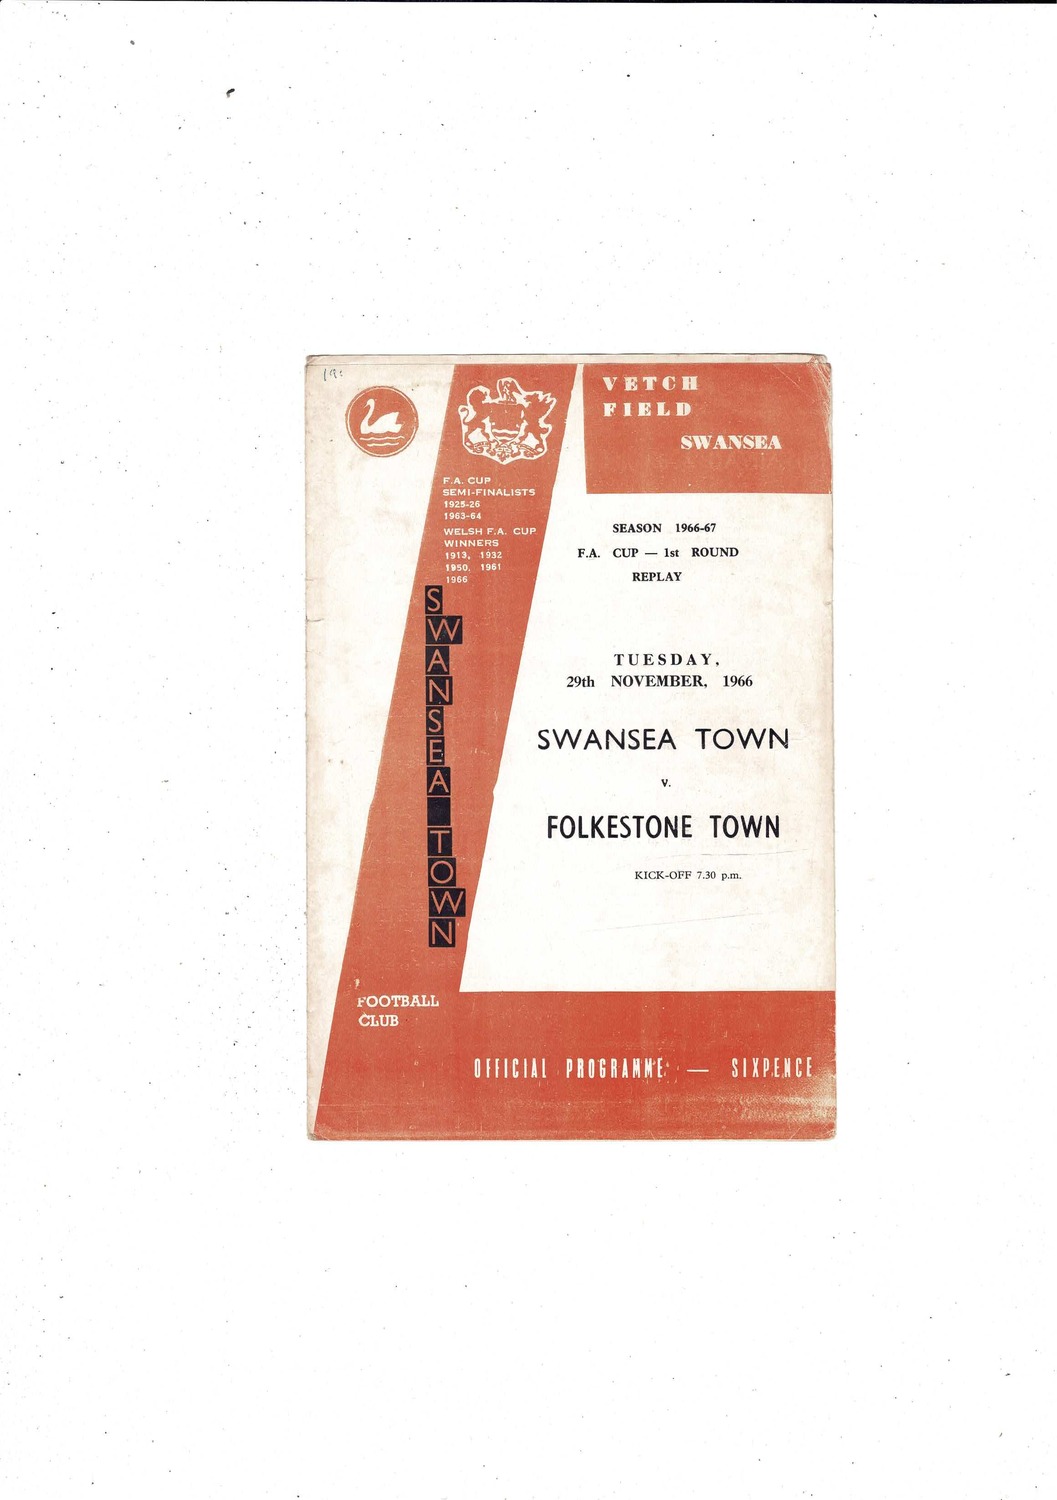 VETCH
FIELD
SWANSEA
F.A. CUP
SEMI-FINALISTS
1925-26
1963-64
WELSH F.A. CUP
WINNERS
1913, 1932
1950, 1961
1966
SWANSEA TOWN
FOOTBALL
CLUB
SEASON 1966-67
F.A. CUP — 1st ROUND
REPLAY
TUESDAY,
29th NOVEMBER, 1966
SWANSEA TOWN
v.
FOLKESTONE TOWN
KICK-OFF 7.30 p.m.
OFFICIAL PROGRAMME — SIXPENCE